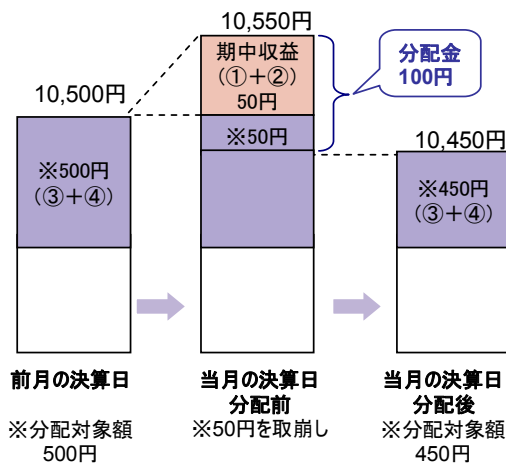 10,550円
期中収益
(①+②)
50円
分配金
100円
10,500円
※50円
10,450円
※500円
(③+④)
※450円
(③+④)
前月の決算日
当月の決算日
分配前
当月の決算日
分配後
※分配対象額
500円
※50円を取崩し
※分配対象額
450円